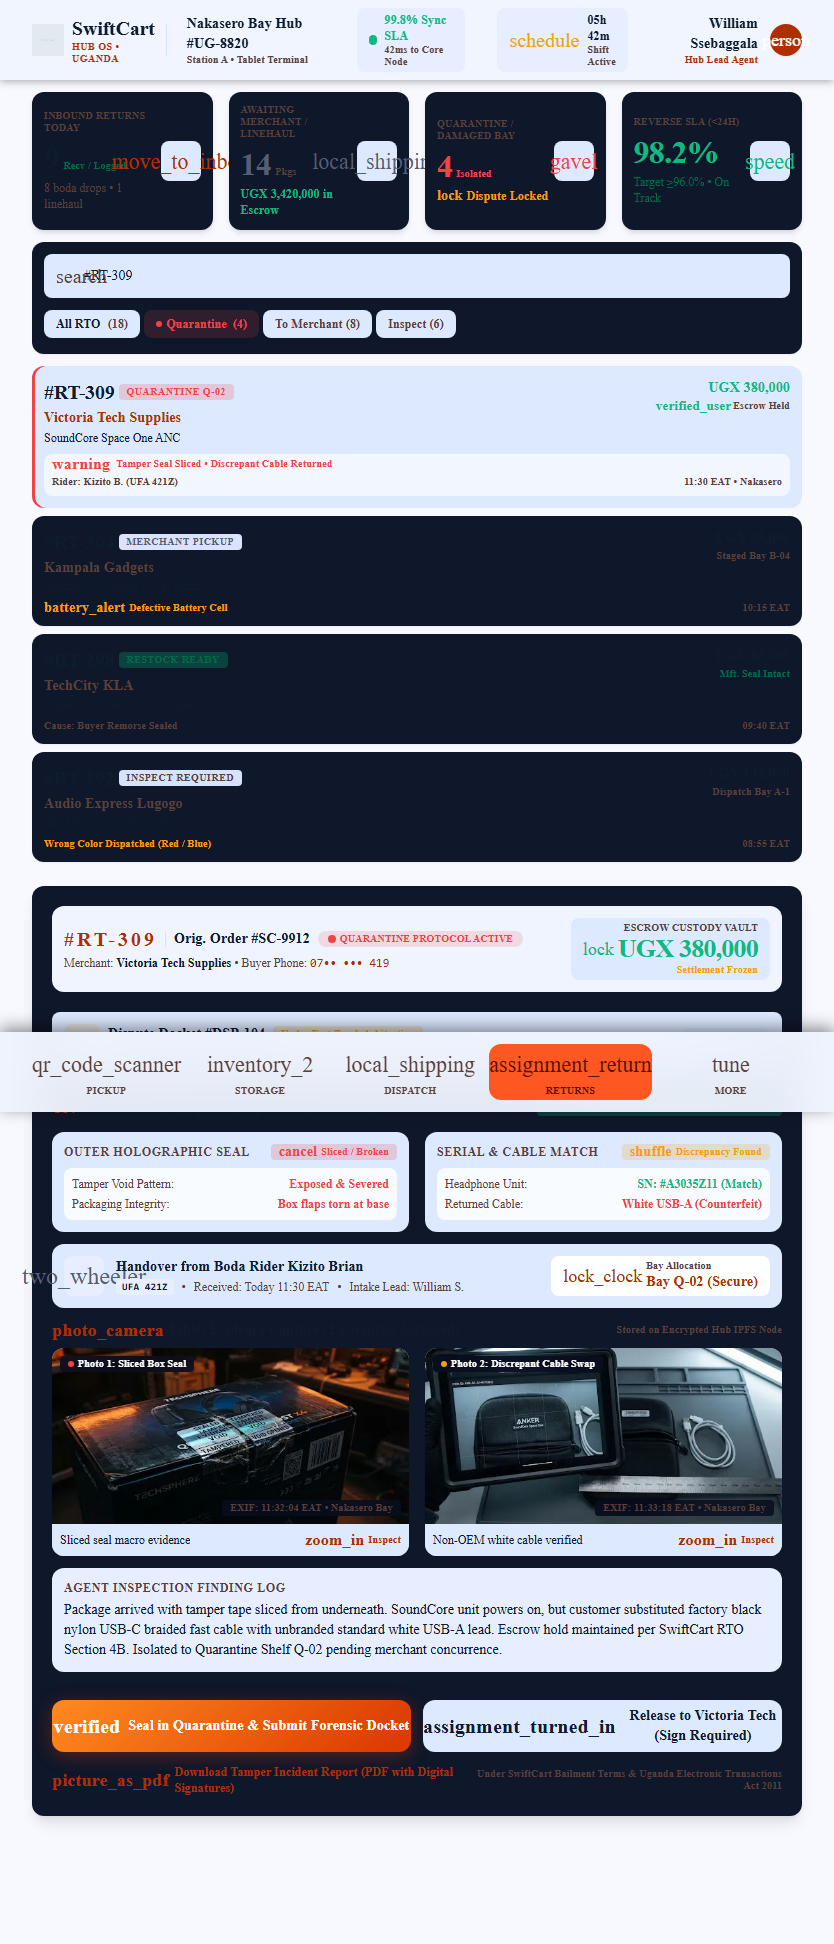 SwiftCart
HUB OS •
UGANDA
Nakasero Bay Hub
#UG-8820
Station A • Tablet Terminal
99.8% Sync
SLA
42ms to Core
Node
schedule
05h
42m
Shift
Active
William
Ssebaggala
Hub Lead Agent
person
INBOUND RETURNS
TODAY
Recv / Logged
move_to_inbo
8 boda drops • 1
linehaul
AWAITING
MERCHANT /
LINEHAUL
14 Pkgs
local_shippin
UGX 3,420,000 in
Escrow
QUARANTINE /
DAMAGED BAY
4 Isolated
gavel
lock Dispute Locked
REVERSE SLA (<24H)
98.2%
speed
Target ≥96.0% • On
Track
search
#RT-309
All RTO (18)
Quarantine (4)
To Merchant (8)
Inspect (6)
#RT-309 QUARANTINE Q-02
UGX 380,000
Victoria Tech Supplies
verified_user Escrow Held
SoundCore Space One ANC
warning Tamper Seal Sliced • Discrepant Cable Returned
Rider: Kizito B. (UFA 421Z)
11:30 EAT • Nakasero
MERCHANT PICKUP
Staged Bay B-04
Kampala Gadgets
battery_alert Defective Battery Cell
10:15 EAT
RESTOCK READY
Mft. Seal Intact
TechCity KLA
Cause: Buyer Remorse Sealed
09:40 EAT
INSPECT REQUIRED
Dispatch Bay A-1
Audio Express Lugogo
Wrong Color Dispatched (Red / Blue)
08:55 EAT
#RT-309
Orig. Order #SC-9912
QUARANTINE PROTOCOL ACTIVE
Merchant: Victoria Tech Supplies • Buyer Phone: 07•• ••• 419
ESCROW CUSTODY VAULT
lock UGX 380,000
Settlement Frozen
Dispute Docket #DSP-104
qr_code_scanner
PICKUP
inventory_2
STORAGE
local_shipping
DISPATCH
assignment_return
RETURNS
tune
MORE
OUTER HOLOGRAPHIC SEAL
cancel Sliced / Broken
Tamper Void Pattern:
Exposed & Severed
Packaging Integrity:
Box flaps torn at base
SERIAL & CABLE MATCH
shuffle Discrepancy Found
Headphone Unit:
SN: #A3035Z11 (Match)
Returned Cable:
White USB-A (Counterfeit)
two_wheeler
Handover from Boda Rider Kizito Brian
UFA 421Z • Received: Today 11:30 EAT • Intake Lead: William S.
lock_clock
Bay Allocation
Bay Q-02 (Secure)
photo_camera
Stored on Encrypted Hub IPFS Node
Photo 1: Sliced Box Seal
TECHSPHERE
VOID
TAMPERED
TECHSPHERE
EXIF: 11:32:04 EAT • Nakasero Bay
Sliced seal macro evidence
zoom_in Inspect
Photo 2: Discrepant Cable Swap
ANKER
EXIF: 11:33:18 EAT • Nakasero Bay
Non-OEM white cable verified
zoom_in Inspect
AGENT INSPECTION FINDING LOG
Package arrived with tamper tape sliced from underneath. SoundCore unit powers on, but customer substituted factory black
nylon USB-C braided fast cable with unbranded standard white USB-A lead. Escrow hold maintained per SwiftCart RTO
Section 4B. Isolated to Quarantine Shelf Q-02 pending merchant concurrence.
verified Seal in Quarantine & Submit Forensic Docket
assignment_turned_in
Release to Victoria Tech
(Sign Required)
picture_as_pdf
Download Tamper Incident Report (PDF with Digital
Signatures)
Under SwiftCart Bailment Terms & Uganda Electronic Transactions
Act 2011